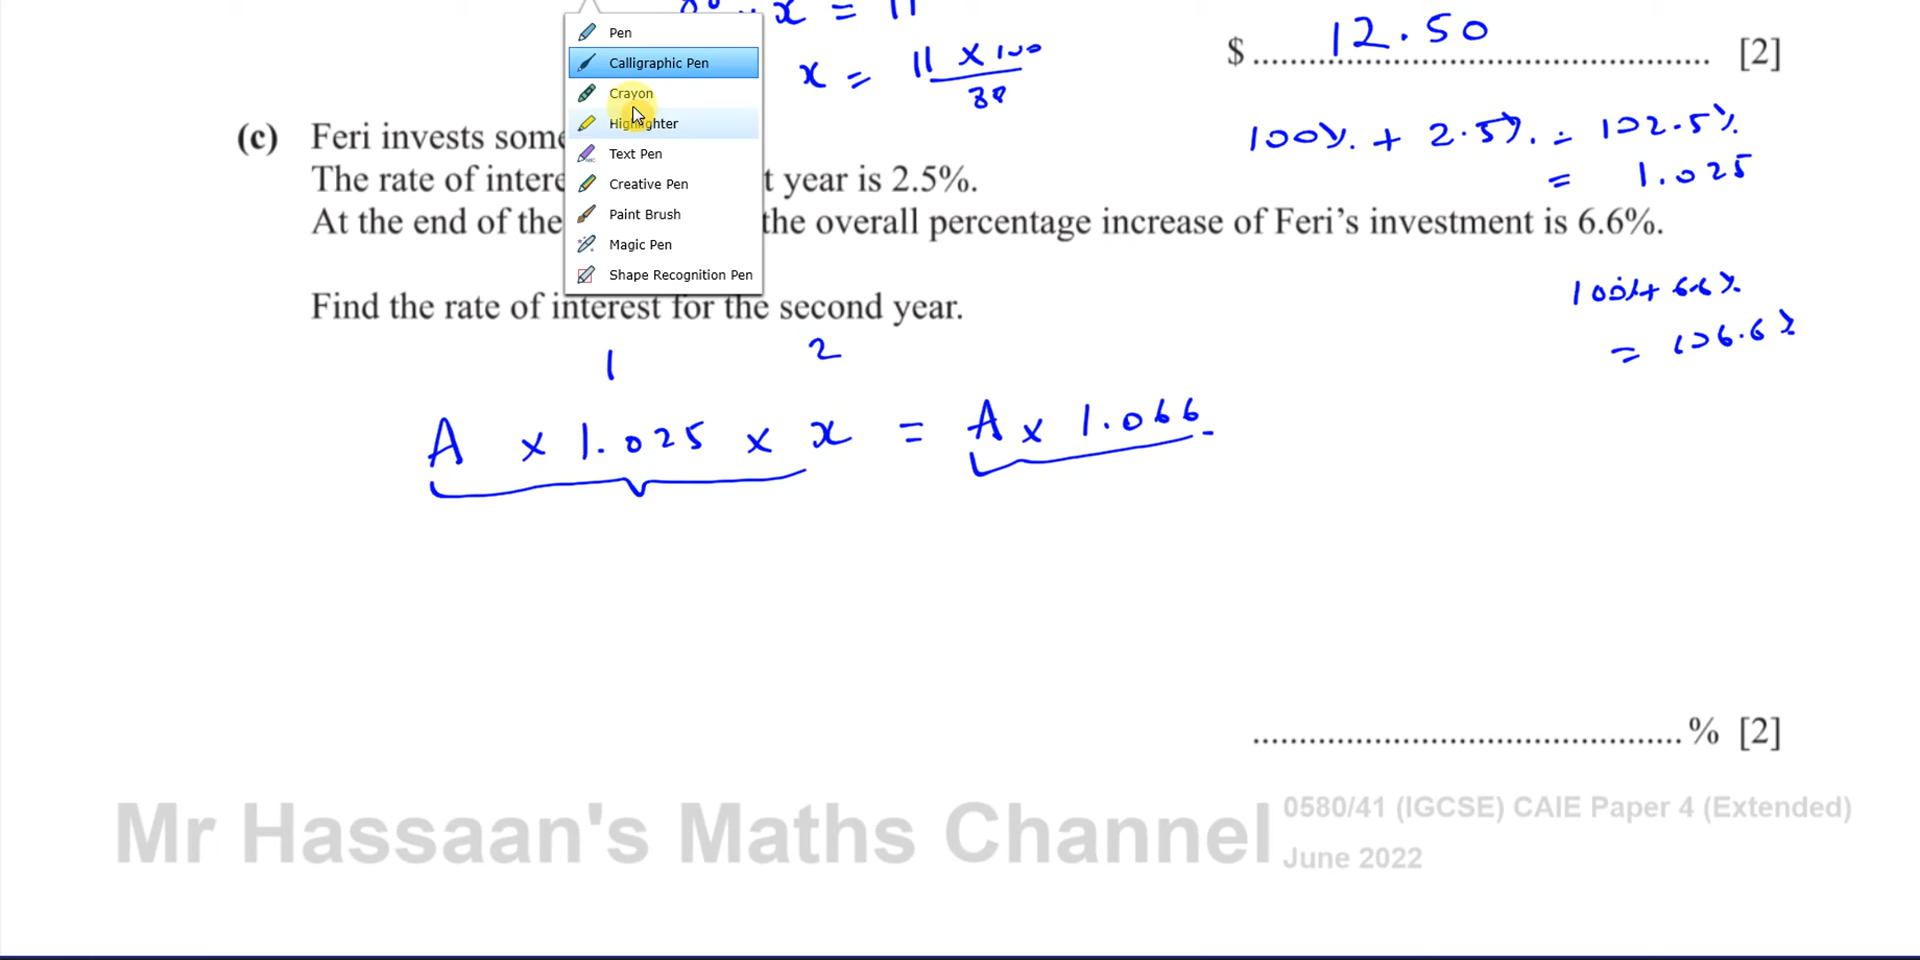 x = 11
Pen
Calligraphic Pen
Crayon
Highlighter
Text Pen
Creative Pen
Paint Brush
Magic Pen
Shape Recognition Pen
x = 11 × 100
$ 12.50 [2]
100% + 2.5% = 102.5%
= 1.025
(c) Feri invests some
The rate of intere t year is 2.5%.
At the end of the the overall percentage increase of Feri’s investment is 6.6%.
Find the rate of interest for the second year.
100% + 6.6%
= 106.6%
1 2
A × 1.025 × x = A × 1.066
% [2]
Mr Hassaan's Maths Channel
0580/41 (IGCSE) CAIE Paper 4 (Extended)
June 2022